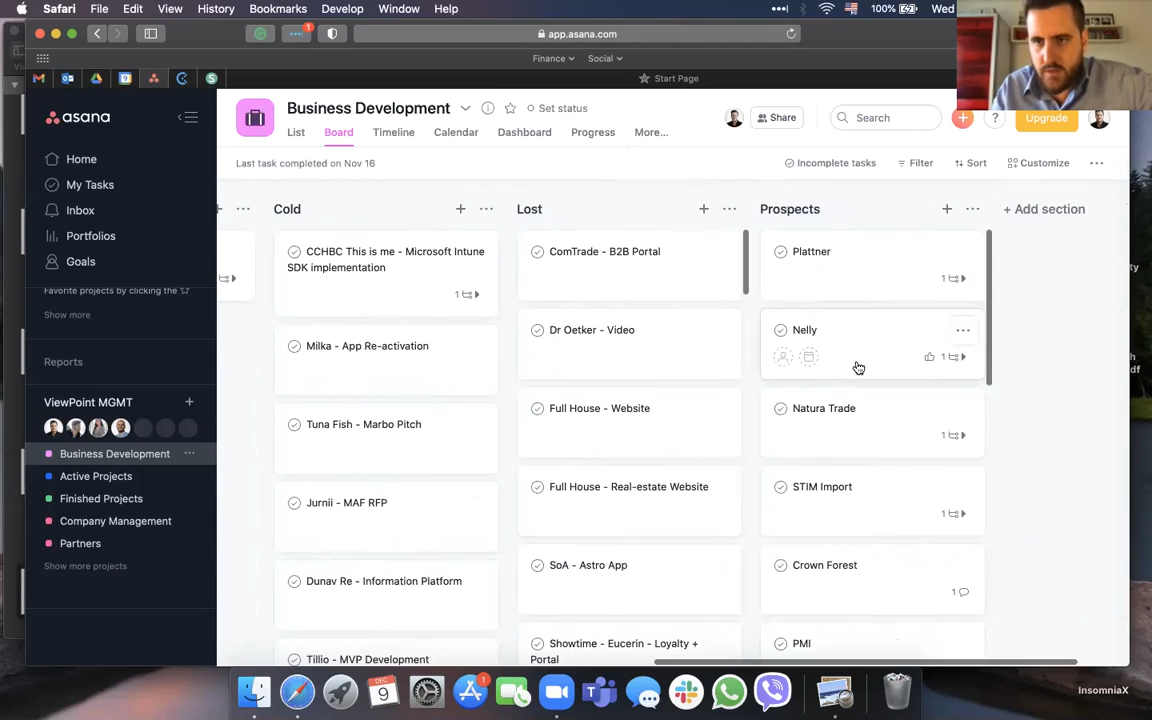 Safari File Edit View History Bookmarks Develop Window Help 100% Wed
1
app.asana.com
Finance Social
Start Page
asana
Home
My Tasks
Inbox
Portfolios
Goals
Favorite projects by clicking the
Show more
Reports
ViewPoint MGMT
Business Development
Active Projects
Finished Projects
Company Management
Partners
Show more projects
Business Development
Set status
Share
Search
?
Upgrade
List Board Timeline Calendar Dashboard Progress More...
Last task completed on Nov 16
Incomplete tasks Filter Sort Customize
Cold
CCHBC This is me - Microsoft Intune
SDK implementation
1
Milka - App Re-activation
Tuna Fish - Marbo Pitch
Jurnii - MAF RFP
Dunav Re - Information Platform
Tillio - MVP Development
Lost
ComTrade - B2B Portal
Dr Oetker - Video
Full House - Website
Full House - Real-estate Website
SoA - Astro App
Showtime - Eucerin - Loyalty +
Portal
Prospects
Plattner
1
Nelly
1
Natura Trade
1
STIM Import
1
Crown Forest
1
PMI
+ Add section
DEC
9
1
InsomniaX